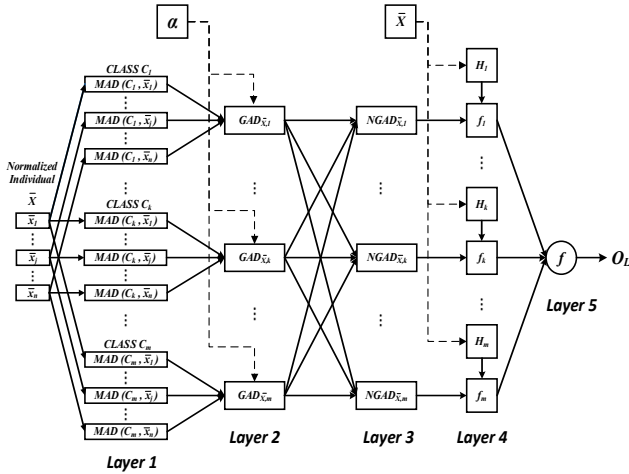 α
X̄
CLASS C1
MAD (C1 , x̄1)
MAD (C1 , x̄j)
MAD (C1 , x̄n)
Normalized
Individual
X̄
x̄1
x̄j
x̄n
CLASS Ck
MAD (Ck , x̄1)
MAD (Ck , x̄j)
MAD (Ck , x̄n)
CLASS Cm
MAD (Cm , x̄1)
MAD (Cm , x̄j)
MAD (Cm , x̄n)
Layer 1
GADX̄,1
GADX̄,k
GADX̄,m
Layer 2
NGADX̄,1
NGADX̄,k
NGADX̄,m
Layer 3
H1
f1
Hk
fk
Hm
fm
Layer 4
f
Layer 5
OL